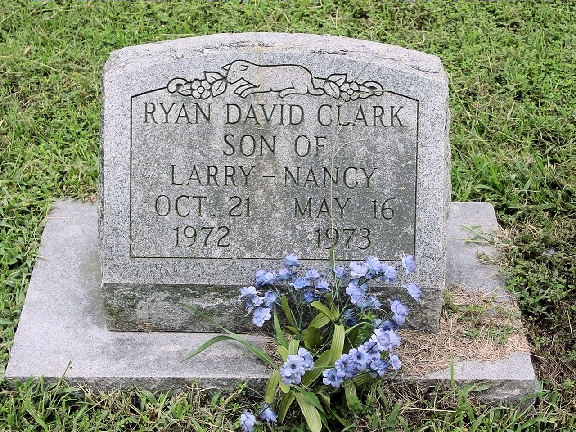 RYAN DAVID CLARK
SON OF
LARRY – NANCY
OCT. 21 MAY 16
1972 1973